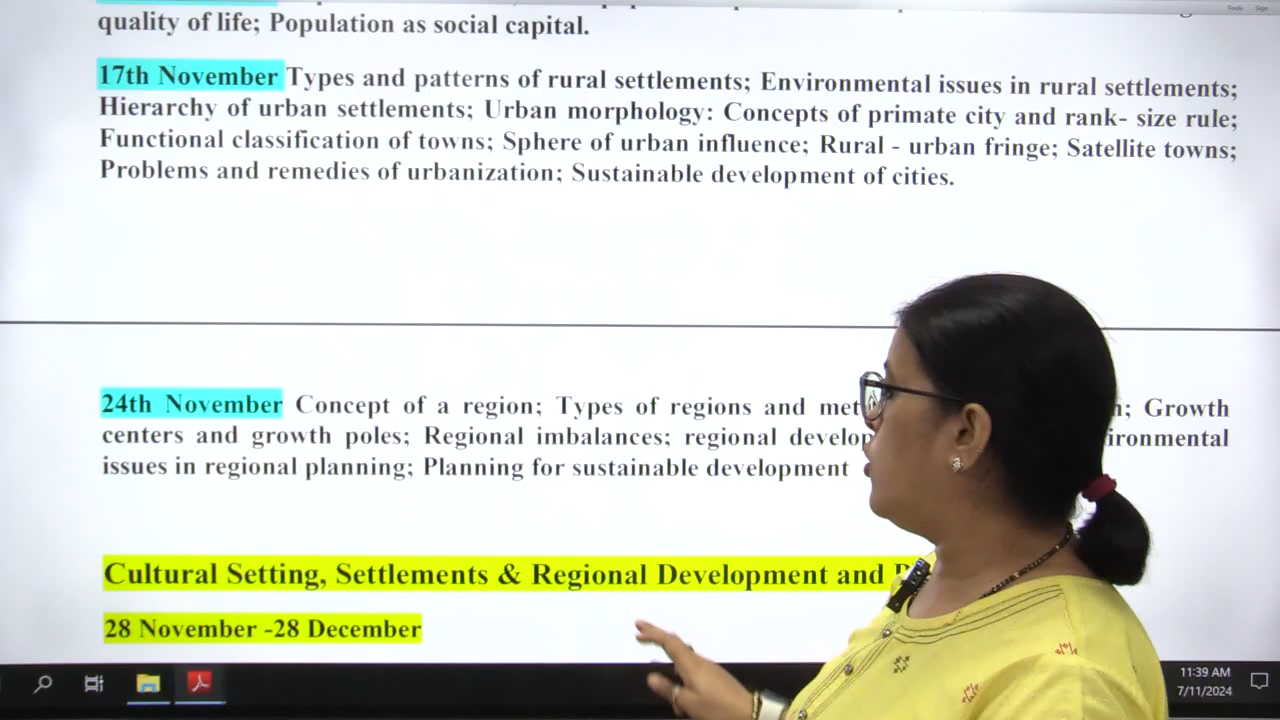 quality of life; Population as social capital.
Tools Sign
17th November Types and patterns of rural settlements; Environmental issues in rural settlements;
Hierarchy of urban settlements; Urban morphology: Concepts of primate city and rank- size rule;
Functional classification of towns; Sphere of urban influence; Rural - urban fringe; Satellite towns;
Problems and remedies of urbanization; Sustainable development of cities.
24th November Concept of a region; Types of regions and met n; Growth
centers and growth poles; Regional imbalances; regional develop ironmental
issues in regional planning; Planning for sustainable development
Cultural Setting, Settlements & Regional Development and
28 November -28 December
11:39 AM
7/11/2024